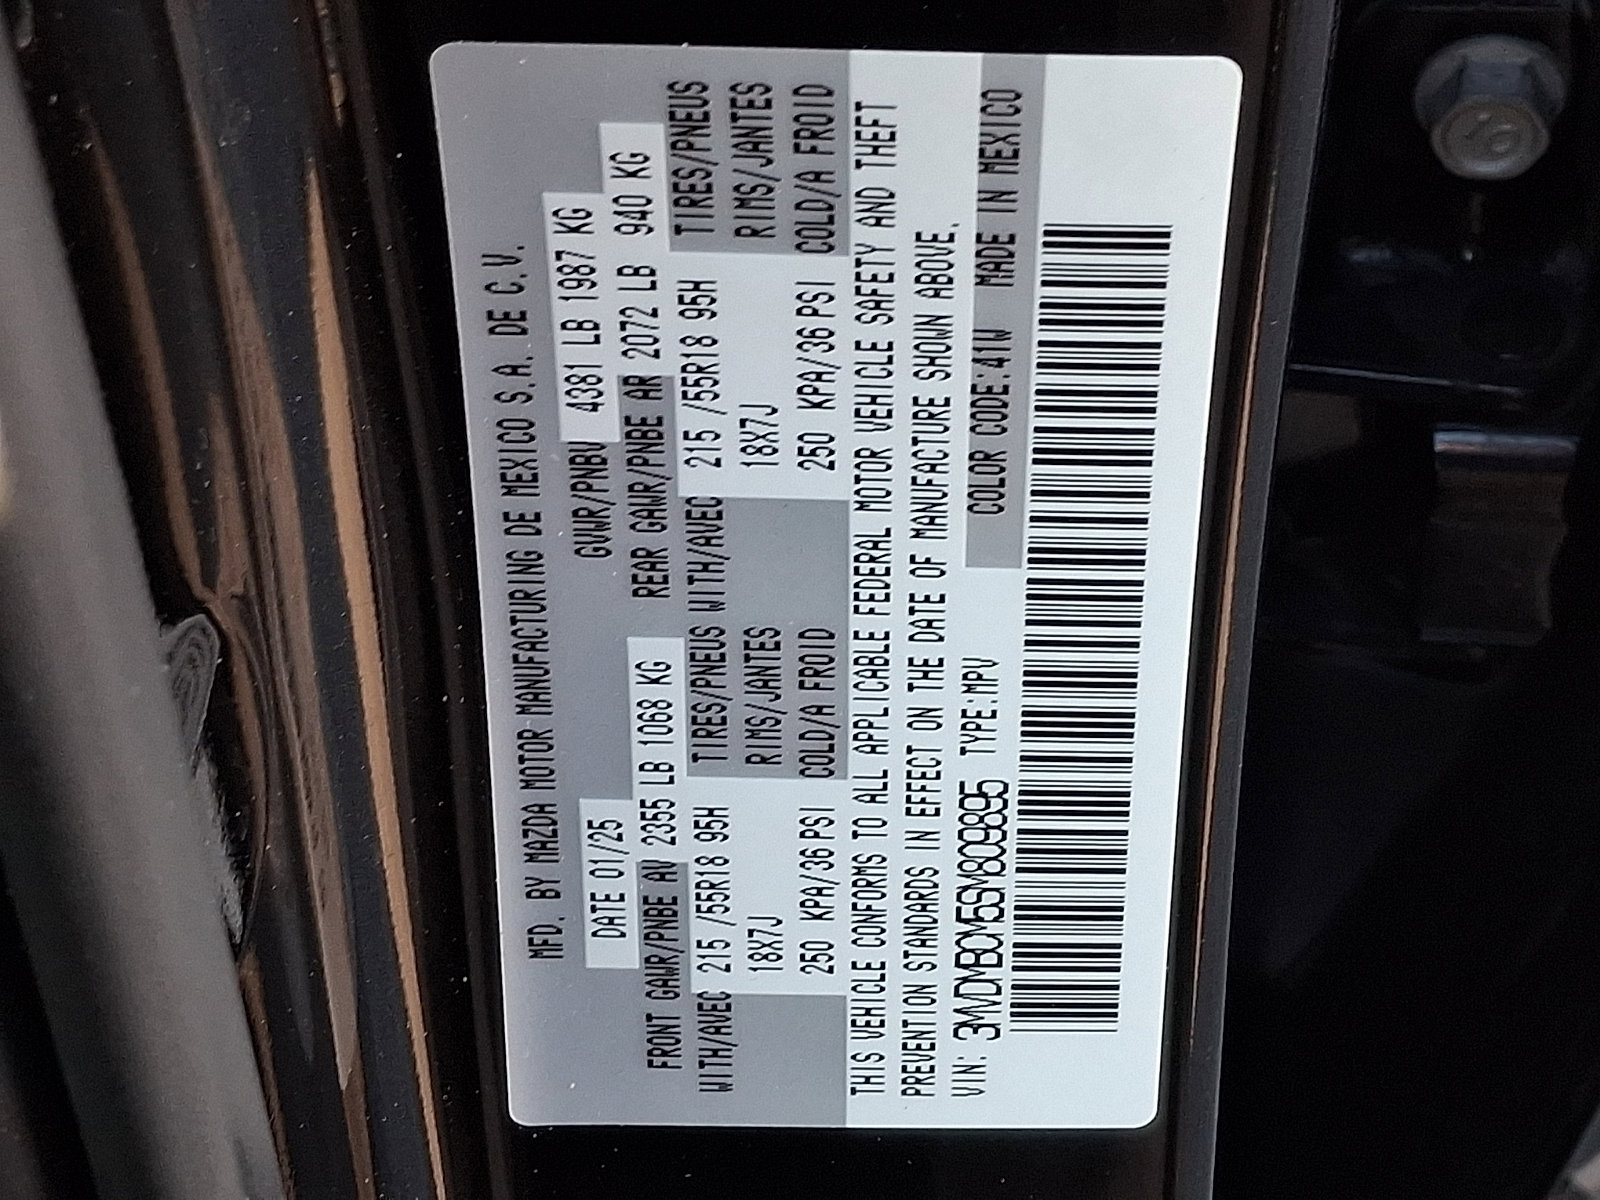 MFD. BY MAZDA MOTOR MANUFACTURING DE MEXICO S.A. DE C.V.
DATE 01/25 GVWR/PNBV 4381 LB 1987 KG
FRONT GAWR/PNBE AV 2355 LB 1068 KG REAR GAWR/PNBE AR 2072 LB 940 KG
WITH/AVEC 215 /55R18 95H TIRES/PNEUS WITH/AVEC 215 /55R18 95H TIRES/PNEUS
18X7J RIMS/JANTES 18X7J RIMS/JANTES
250 KPA/36 PSI COLD/A FROID 250 KPA/36 PSI COLD/A FROID
THIS VEHICLE CONFORMS TO ALL APPLICABLE FEDERAL MOTOR VEHICLE SAFETY AND THEFT
PREVENTION STANDARDS IN EFFECT ON THE DATE OF MANUFACTURE SHOWN ABOVE.
VIN: 3MVDMBCM5SM809895 TYPE:MPV COLOR CODE:41W MADE IN MEXICO